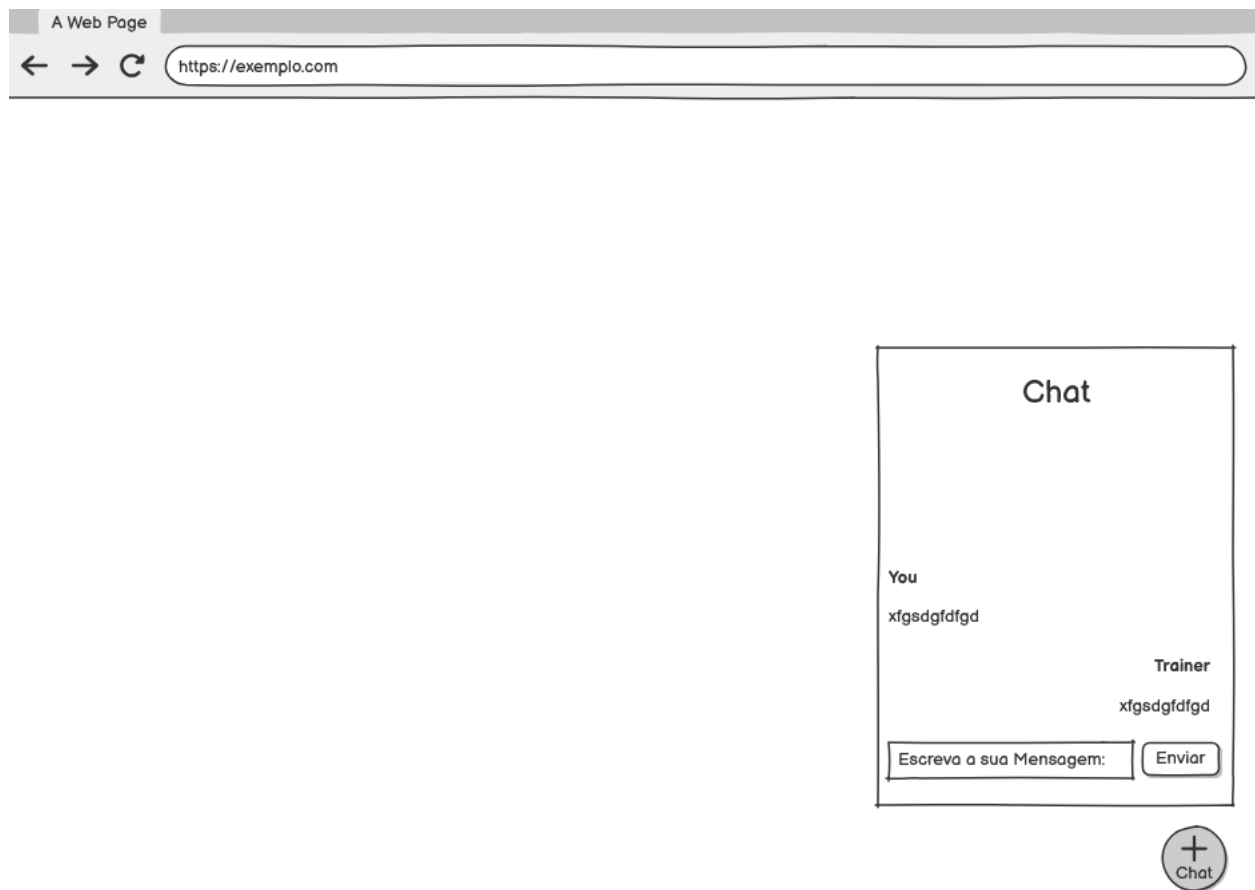 A Web Page
https://exemplo.com
Chat
You
xfgsdgfdfgd
Trainer
xfgsdgfdfgd
Escreva a sua Mensagem:
Enviar
Chat